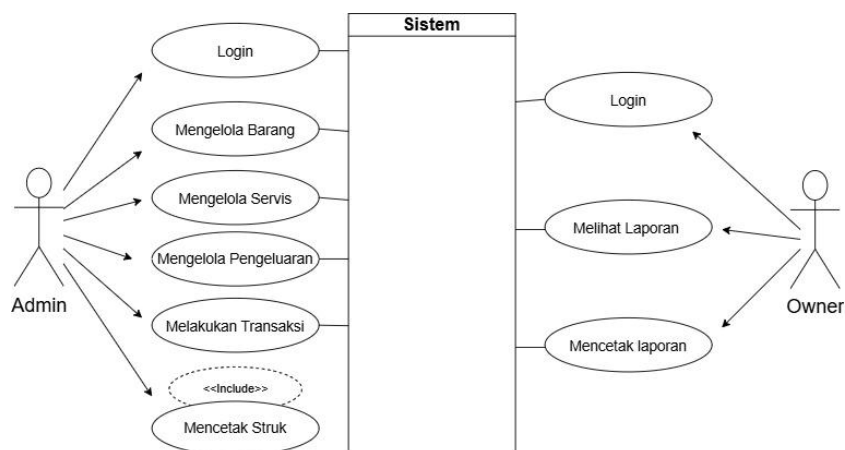 Sistem
Login
Mengelola Barang
Mengelola Servis
Mengelola Pengeluaran
Melakukan Transaksi
<<Include>>
Mencetak Struk
Admin
Login
Melihat Laporan
Mencetak laporan
Owner